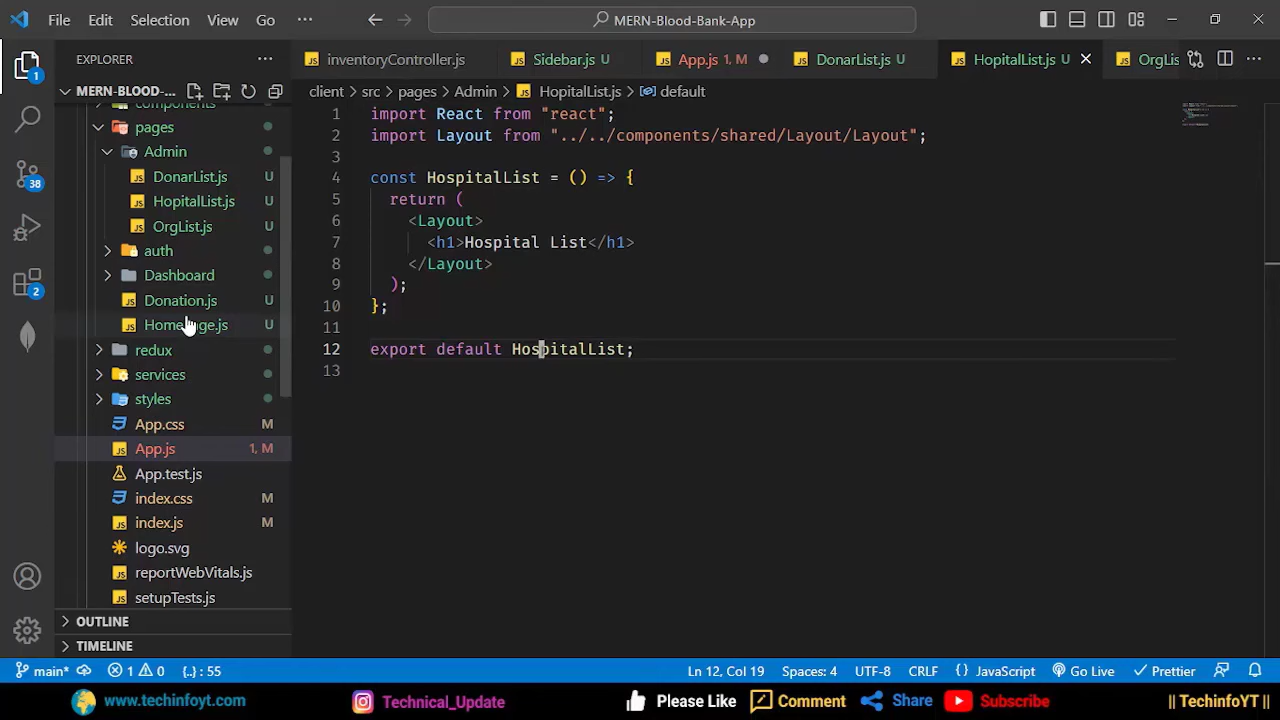 File Edit Selection View Go ··· MERN-Blood-Bank-App
EXPLORER ··· inventoryController.js Sidebar.js U App.js 1, M DonarList.js U HopitalList.js U OrgLis
MERN-BLOOD-... client > src > pages > Admin > HopitalList.js > default
components
pages
Admin
DonarList.js U
HopitalList.js U
OrgList.js U
auth
Dashboard
Donation.js U
HomePage.js U
redux
services
styles
App.css M
App.js 1, M
App.test.js
index.css M
index.js M
logo.svg
reportWebVitals.js
setupTests.js
OUTLINE
TIMELINE
1
38
2
1 import React from "react";
2 import Layout from "../../components/shared/Layout/Layout";
3
4 const HospitalList = () => {
5 return (
6 <Layout>
7 <h1>Hospital List</h1>
8 </Layout>
9 );
10 };
11
12 export default HospitalList;
13
main* 1 0 {..} : 55 Ln 12, Col 19 Spaces: 4 UTF-8 CRLF {} JavaScript Go Live Prettier
www.techinfoyt.com Technical_Update Please Like Comment Share Subscribe || TechinfoYT ||